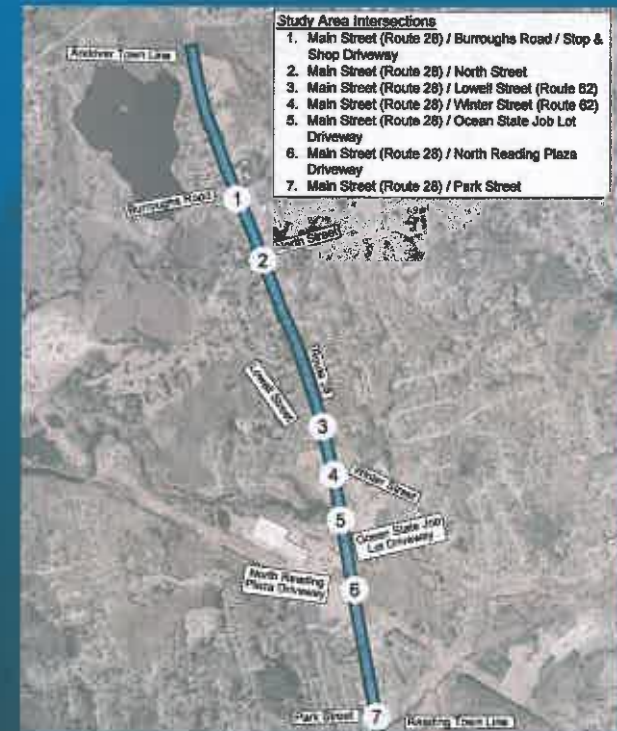 Study Area Intersections
1. Main Street (Route 28) / Burroughs Road / Stop &
Shop Driveway
2. Main Street (Route 28) / North Street
3. Main Street (Route 28) / Lowell Street (Route 62)
4. Main Street (Route 28) / Winter Street (Route 62)
5. Main Street (Route 28) / Ocean State Job Lot
Driveway
6. Main Street (Route 28) / North Reading Plaza
Driveway
7. Main Street (Route 28) / Park Street
Andover Town Line
Burroughs Road
1
North Street
2
Lowell Street
3
4
Winter Street
5
Ocean State Job
Lot Driveway
North Reading
Plaza Driveway
6
Park Street
7
Reading Town Line